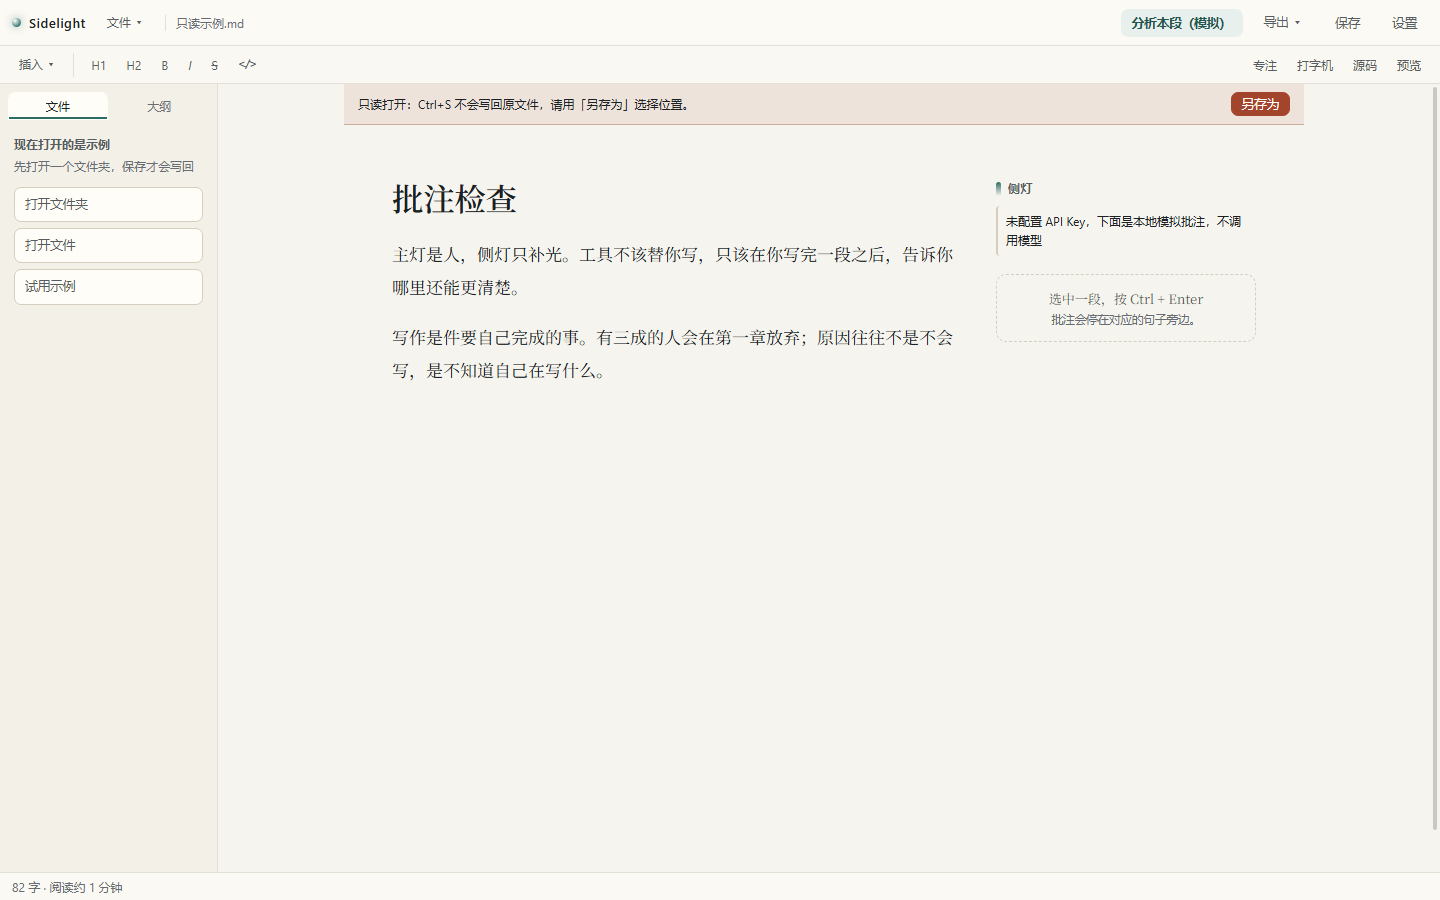 Sidelight 文件 只读示例.md 分析本段（模拟） 导出 保存 设置
插入 H1 H2 B I S </> 专注 打字机 源码 预览
文件 大纲
现在打开的是示例
先打开一个文件夹，保存才会写回
打开文件夹
打开文件
试用示例
只读打开：Ctrl+S 不会写回原文件，请用「另存为」选择位置。 另存为
批注检查
主灯是人，侧灯只补光。工具不该替你写，只该在你写完一段之后，告诉你
哪里还能更清楚。
写作是件要自己完成的事。有三成的人会在第一章放弃；原因往往不是不会
写，是不知道自己在写什么。
侧灯
未配置 API Key，下面是本地模拟批注，不调
用模型
选中一段，按 Ctrl + Enter
批注会停在对应的句子旁边。
82 字 · 阅读约 1 分钟